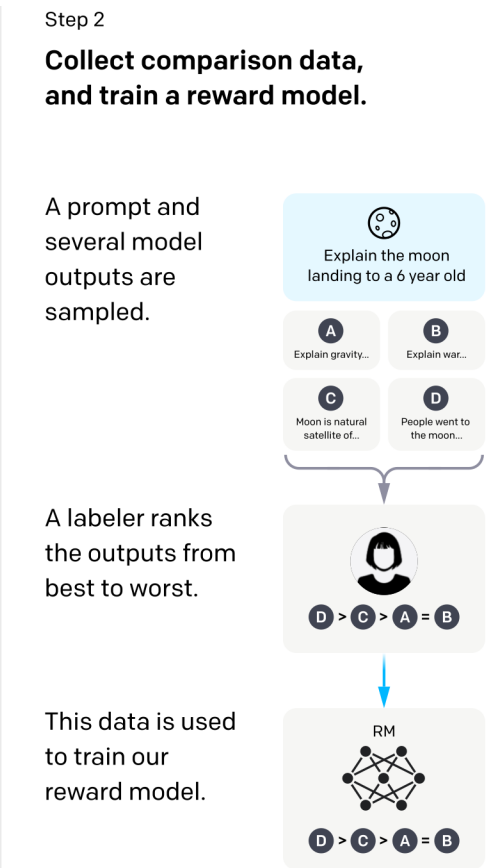 Step 2
Collect comparison data,
and train a reward model.
A prompt and
several model
outputs are
sampled.
Explain the moon
landing to a 6 year old
A
Explain gravity...
B
Explain war...
C
Moon is natural
satellite of...
D
People went to
the moon...
A labeler ranks
the outputs from
best to worst.
D > C > A = B
This data is used
to train our
reward model.
RM
D > C > A = B